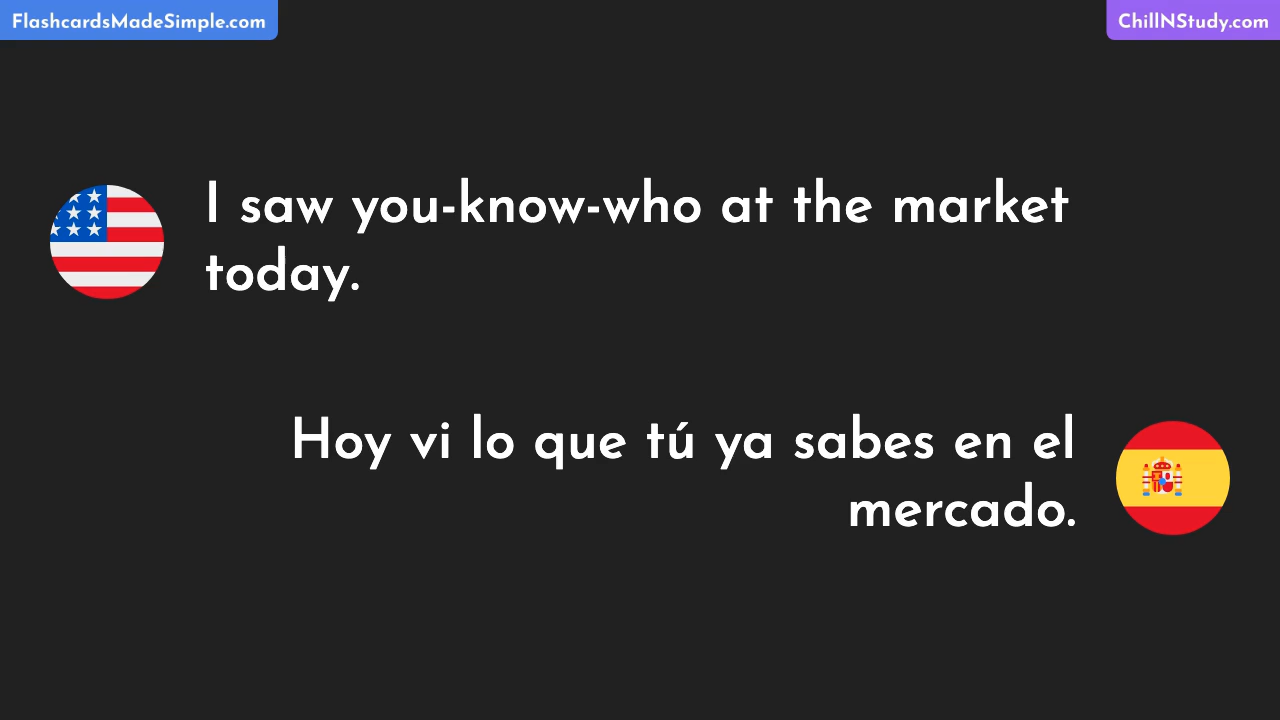 FlashcardsMadeSimple.com
ChillNStudy.com
I saw you-know-who at the market
today.
Hoy vi lo que tú ya sabes en el
mercado.